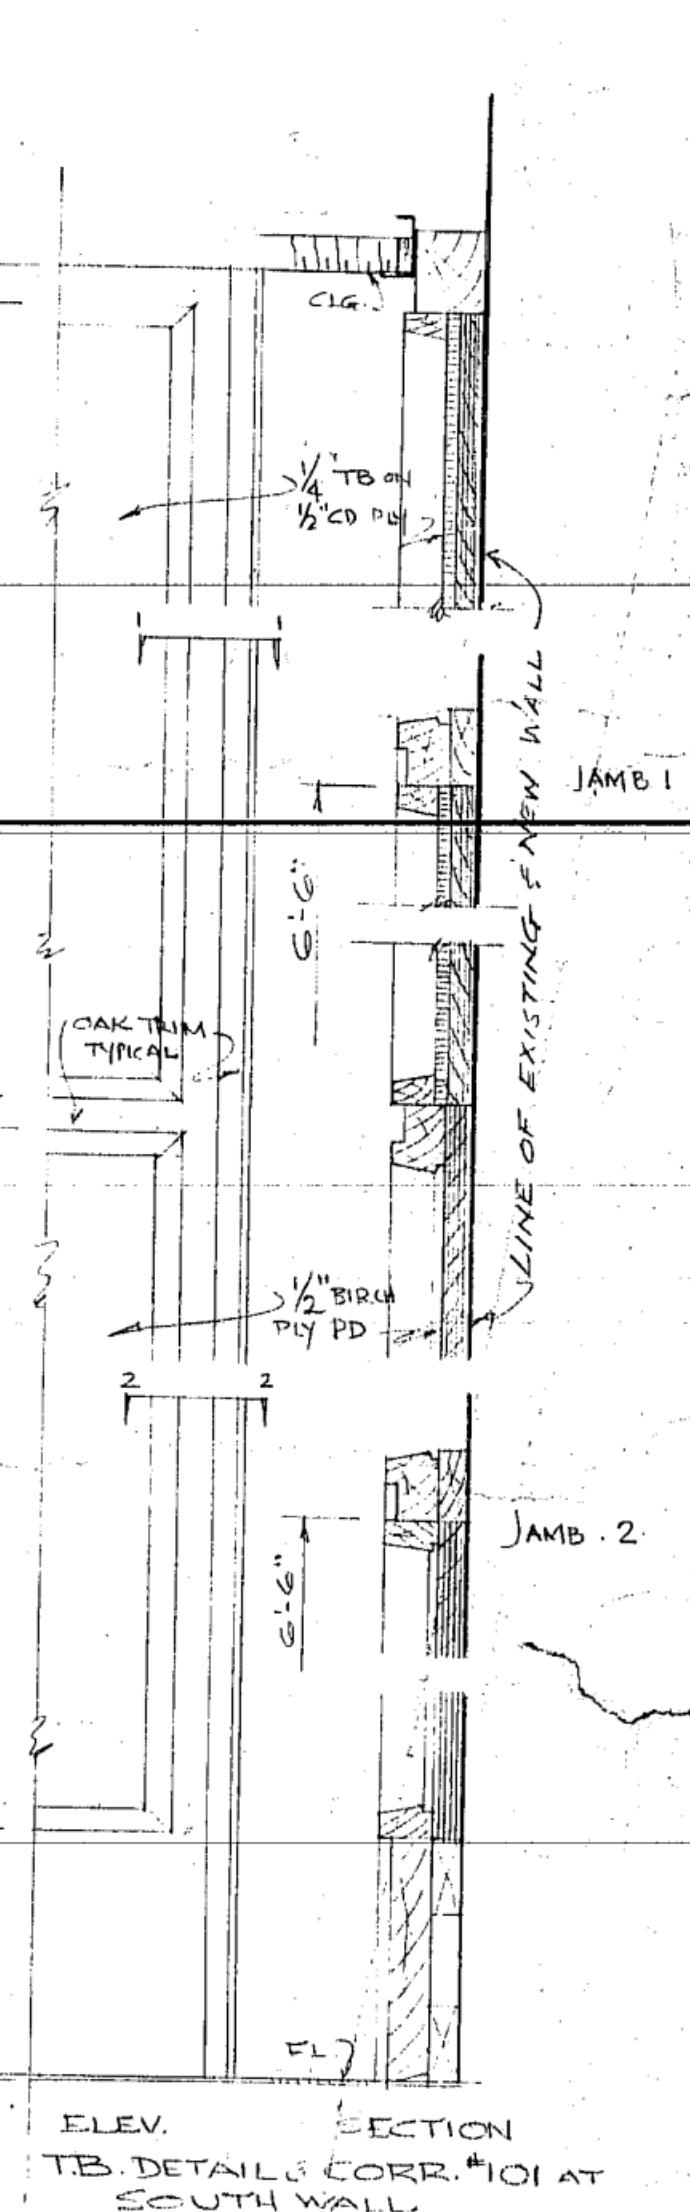 CLG.
1/4" TB ON
1/2" CD PLY
1 1
LINE OF EXISTING & NEW WALL
JAMB 1
6'-6"
OAK TRIM
TYPICAL
1/2" BIRCH
PLY PD
2 2
JAMB . 2.
6'-6"
FL
ELEV. SECTION
T.B. DETAILS CORR. #101 AT
SOUTH WALL.